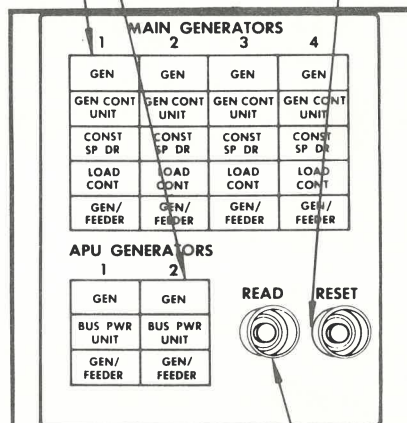 MAIN GENERATORS
1 2 3 4
GEN GEN GEN GEN
GEN CONT UNIT GEN CONT UNIT GEN CONT UNIT GEN CONT UNIT
CONST SP DR CONST SP DR CONST SP DR CONST SP DR
LOAD CONT LOAD CONT LOAD CONT LOAD CONT
GEN/ FEEDER GEN/ FEEDER GEN/ FEEDER GEN/ FEEDER
APU GENERATORS
1 2
GEN GEN
BUS PWR UNIT BUS PWR UNIT
GEN/ FEEDER GEN/ FEEDER
READ RESET